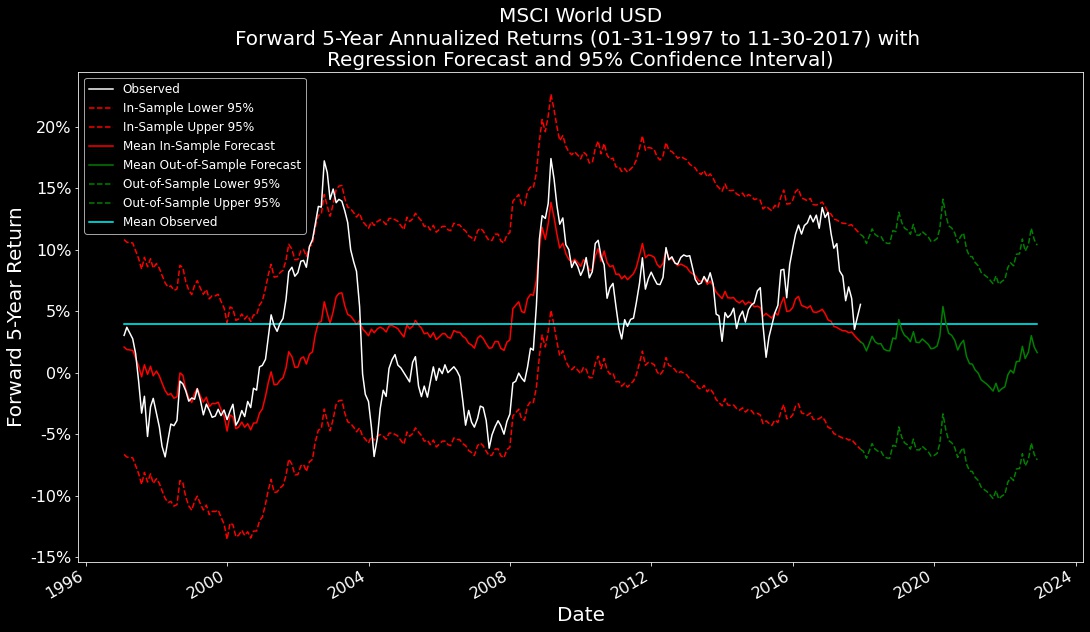 MSCI World USD
Forward 5-Year Annualized Returns (01-31-1997 to 11-30-2017) with
Regression Forecast and 95% Confidence Interval)
Observed
In-Sample Lower 95%
In-Sample Upper 95%
Mean In-Sample Forecast
Mean Out-of-Sample Forecast
Out-of-Sample Lower 95%
Out-of-Sample Upper 95%
Mean Observed
Forward 5-Year Return
20%
15%
10%
5%
0%
-5%
-10%
-15%
1996
2000
2004
2008
2012
2016
2020
2024
Date